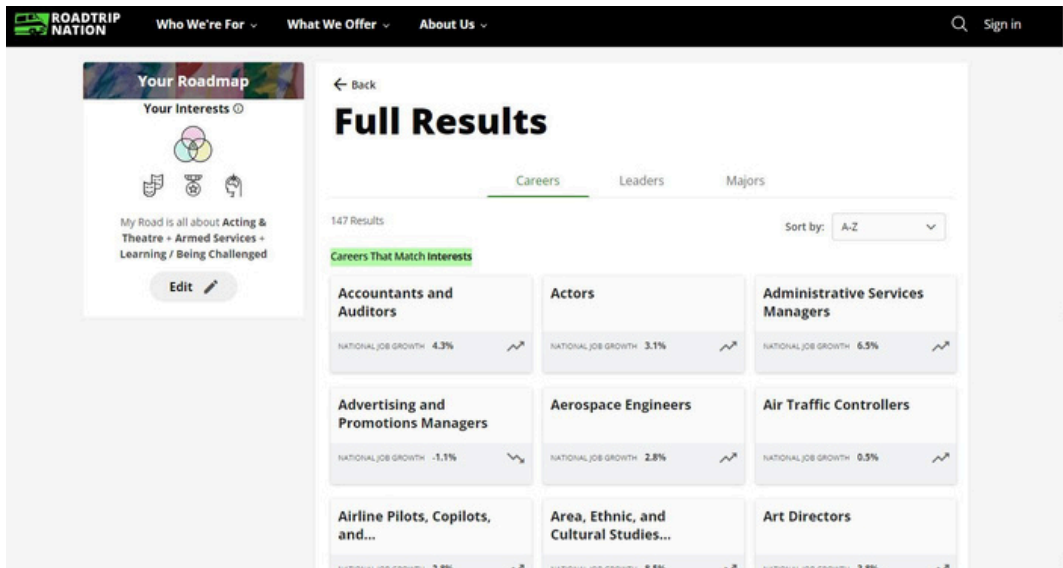 ROADTRIP
NATION
Who We're For
What We Offer
About Us
Sign in
Your Roadmap
Your Interests
My Road is all about Acting &
Theatre + Armed Services +
Learning / Being Challenged
Edit
Back
Full Results
Careers
Leaders
Majors
147 Results
Sort by: A-Z
Careers That Match Interests
Accountants and
Auditors
NATIONAL JOB GROWTH 4.3%
Actors
NATIONAL JOB GROWTH 3.1%
Administrative Services
Managers
NATIONAL JOB GROWTH 6.5%
Advertising and
Promotions Managers
NATIONAL JOB GROWTH -1.1%
Aerospace Engineers
NATIONAL JOB GROWTH 2.8%
Air Traffic Controllers
NATIONAL JOB GROWTH 0.5%
Airline Pilots, Copilots,
and...
Area, Ethnic, and
Cultural Studies...
Art Directors